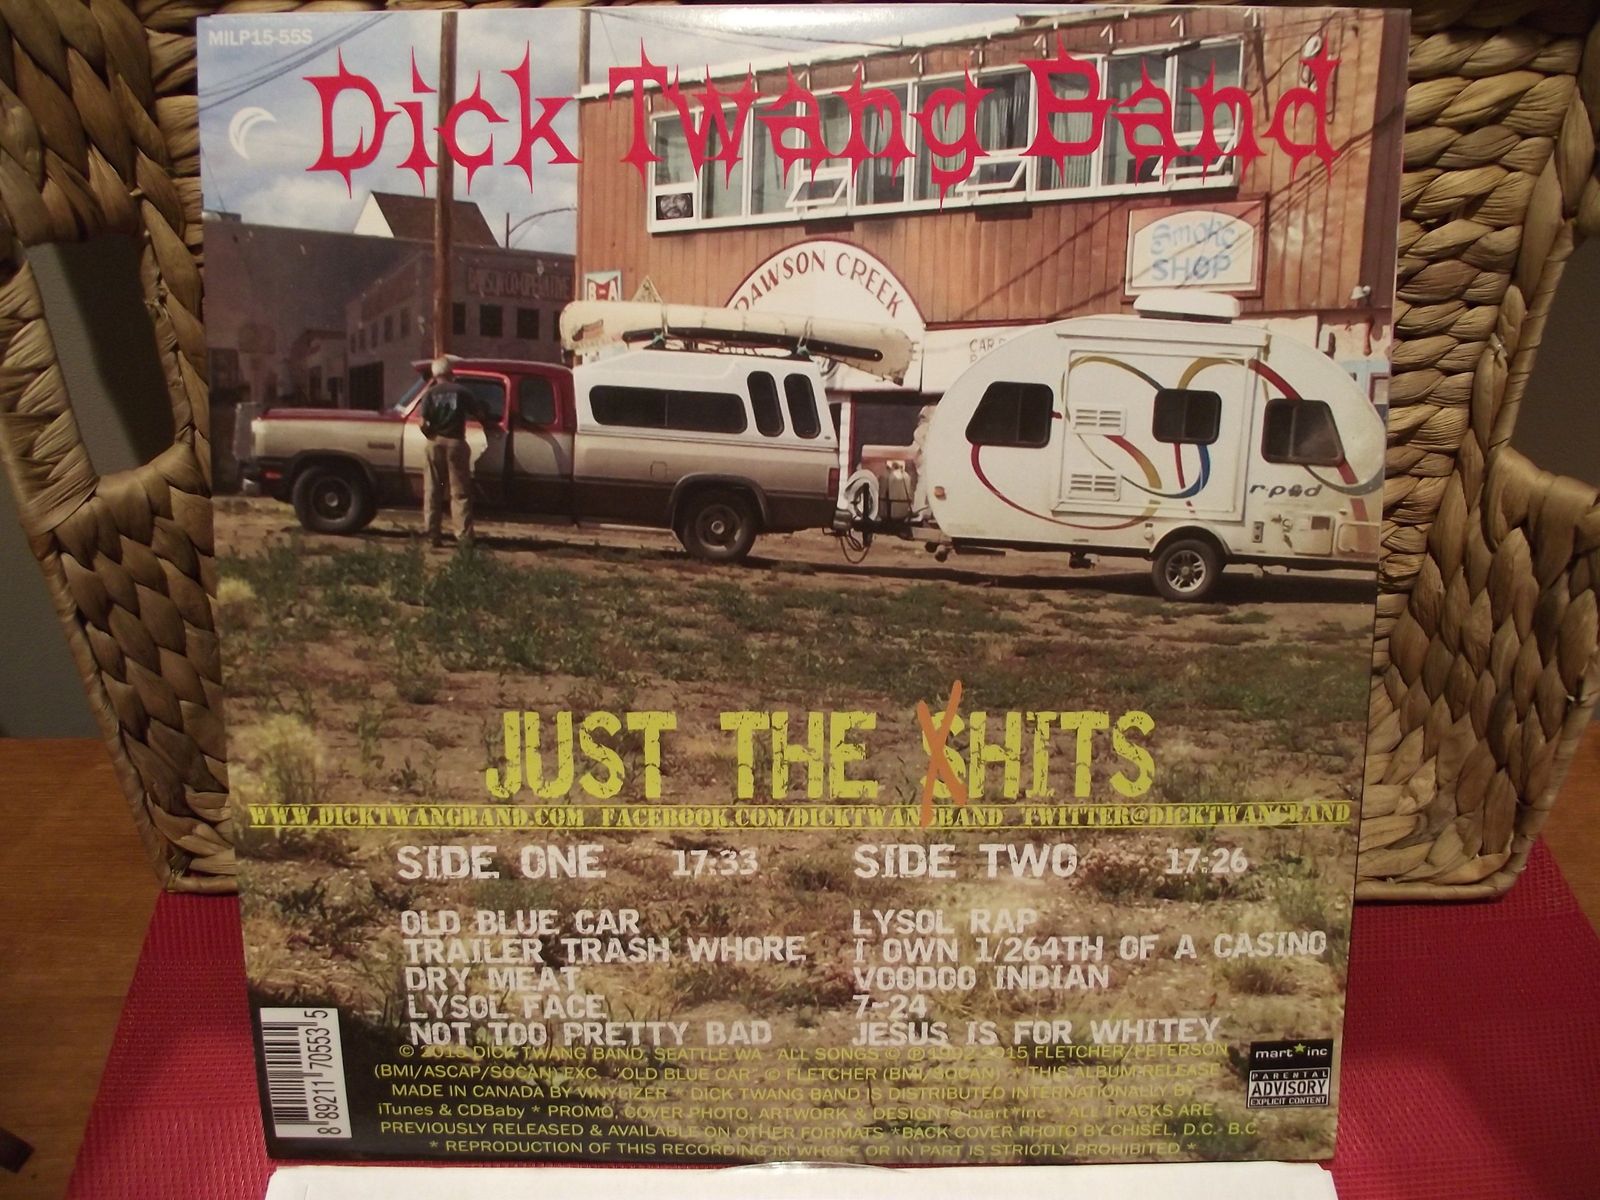 MILP15-55S
Dick Twang Band
DAWSON CREEK
Smoke
SHOP
r-pod
JUST THE SHITS
WWW.DICKTWANGBAND.COM FACEBOOK.COM/DICKTWANGBAND TWITTER@DICKTWANGBAND
SIDE ONE 17:33
OLD BLUE CAR
TRAILER TRASH WHORE
DRY MEAT
LYSOL FACE
NOT TOO PRETTY BAD
SIDE TWO 17:26
LYSOL RAP
I OWN 1/264TH OF A CASINO
VOODOO INDIAN
7-24
JESUS IS FOR WHITEY
© 2015 DICK TWANG BAND, SEATTLE WA · ALL SONGS © ℗ 1992-2015 FLETCHER/PETERSON
(BMI/ASCAP/SOCAN) EXC. "OLD BLUE CAR" © FLETCHER (BMI/SOCAN) * THIS ALBUM RELEASE
MADE IN CANADA BY VINYLIZER * DICK TWANG BAND IS DISTRIBUTED INTERNATIONALLY BY
iTunes & CDBaby * PROMO, COVER PHOTO, ARTWORK & DESIGN © mart*inc * ALL TRACKS ARE
PREVIOUSLY RELEASED & AVAILABLE ON OTHER FORMATS * BACK COVER PHOTO BY CHISEL, D.C. B.C.
* REPRODUCTION OF THIS RECORDING IN WHOLE OR IN PART IS STRICTLY PROHIBITED *
8 89211 70553 5
mart*inc
PARENTAL
ADVISORY
EXPLICIT CONTENT